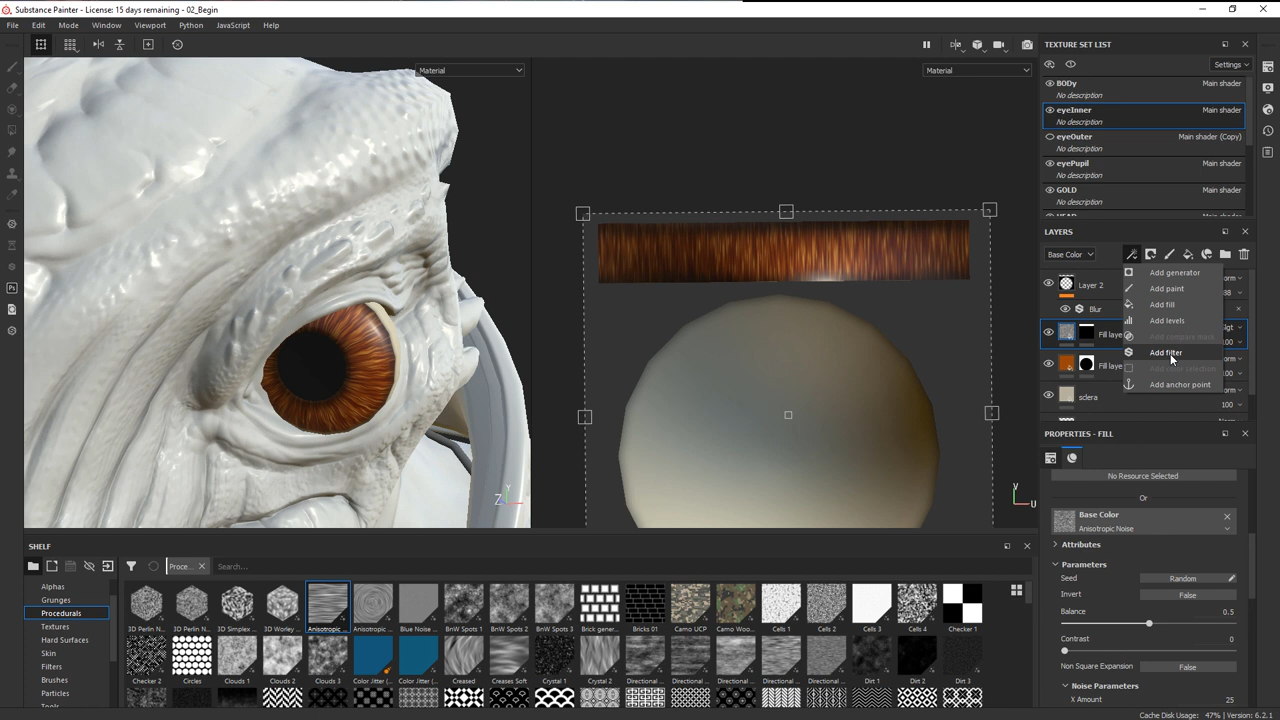 Substance Painter - License: 15 days remaining - 02_Begin
File Edit Mode Window Viewport Python JavaScript Help
Material
Material
TEXTURE SET LIST
Settings
BODy Main shader
No description
eyeInner Main shader
No description
eyeOuter Main shader (Copy)
No description
eyePupil Main shader
No description
GOLD Main shader
No description
LAYERS
Base Color
Add generator
Add paint
Add fill
Add levels
Add filter
Add anchor point
Layer 2
Blur
Fill laye
Fill laye
sclera
100
PROPERTIES - FILL
No Resource Selected
Or
Base Color
Anisotropic Noise
Attributes
Parameters
Seed Random
Invert False
Balance 0.5
Contrast 0
Non Square Expansion False
Noise Parameters
X Amount 25
Y
Z
V
U
Ps
SHELF
Proce...
Search...
Alphas
Grunges
Procedurals
Textures
Hard Surfaces
Skin
Filters
Brushes
Particles
Tools
3D Perlin N... 3D Perlin N... 3D Simplex ... 3D Worley ... Anisotropic ... Anisotropic ... Blue Noise ... BnW Spots 1 BnW Spots 2 BnW Spots 3 Brick gener... Bricks 01 Camo UCP Camo Woo... Cells 1 Cells 2 Cells 3 Cells 4 Checker 1
Checker 2 Circles Clouds 1 Clouds 2 Clouds 3 Color Jitter (... Color Jitter (... Creased Creases Soft Crystal 1 Crystal 2 Directional ... Directional ... Directional ... Directional ... Directional ... Dirt 1 Dirt 2 Dirt 3
Cache Disk Usage: 47% | Version: 6.2.1